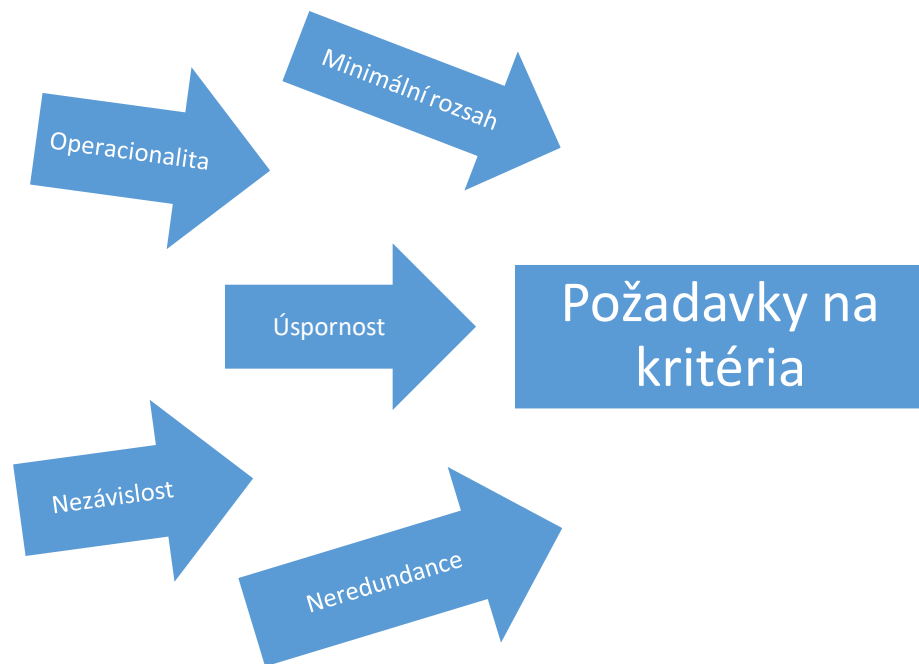 Minimální rozsah
Operacionalita
Úspornost
Požadavky na
kritéria
Nezávislost
Neredundance